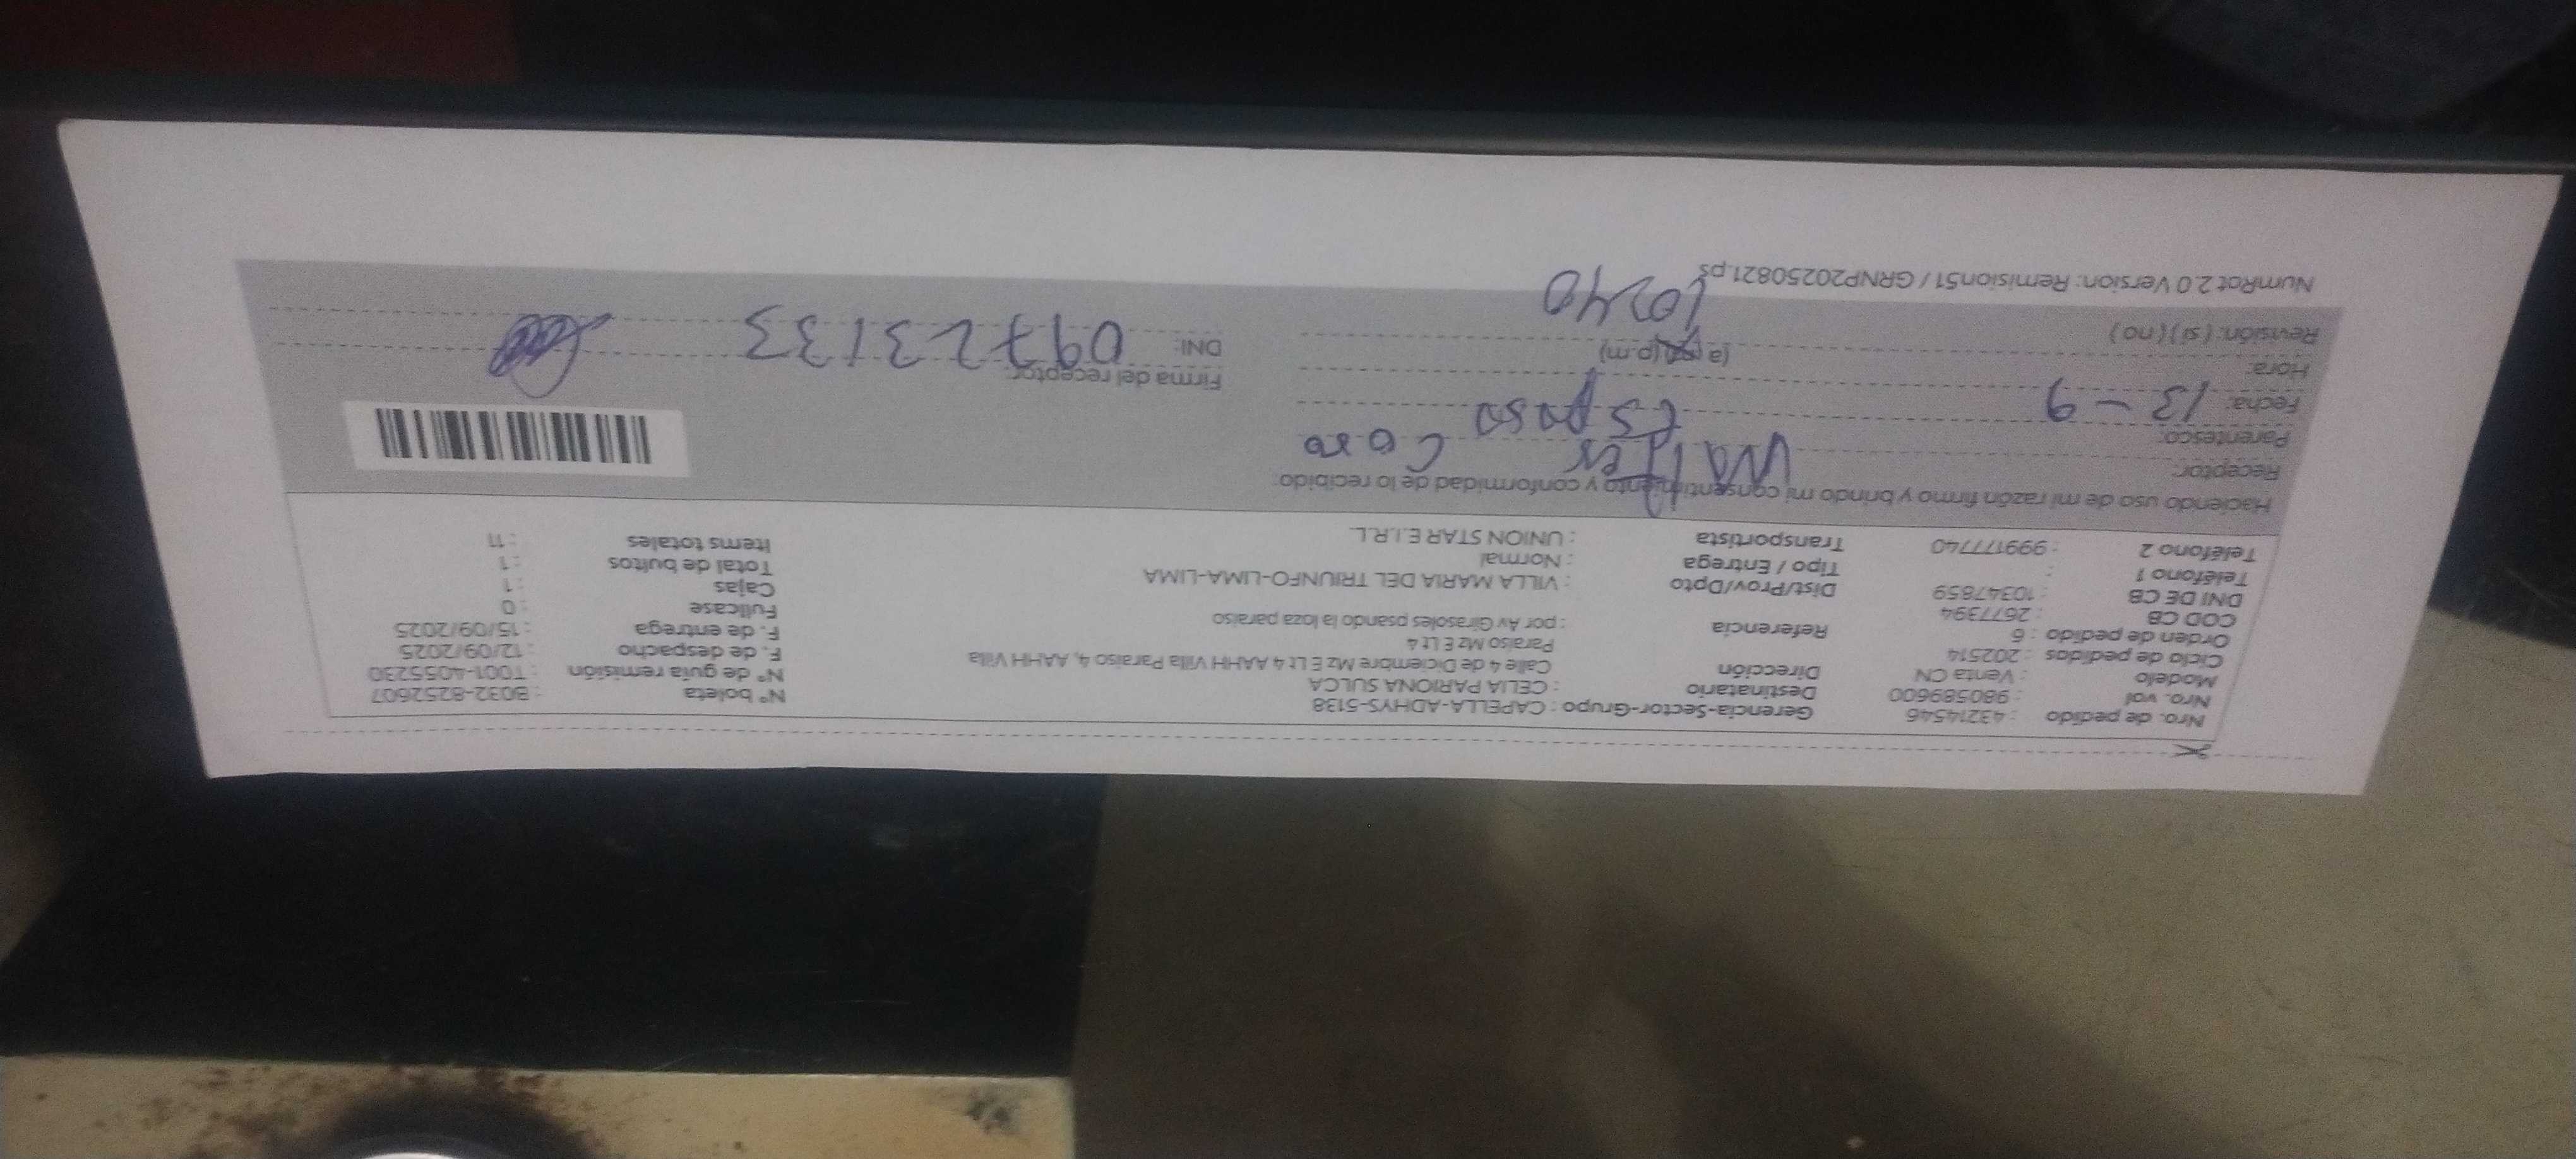 Nro. de pedido : 43214546
Nro. val : 980589600
Modelo : Venta CN
Ciclo de pedidos : 202514
Orden de pedido : 6
COD CB : 2677394
DNI DE CB : 10347859
Teléfono 1 :
Teléfono 2 : 999177740
Gerencia-Sector-Grupo : CAPELLA-ADHYS-5138
Destinatario : CELIA PARIONA SULCA
Dirección Calle 4 de Diciembre Mz E Lt 4 AAHH Villa Paraiso 4, AAHH Villa
Paraiso Mz E Lt 4
Referencia : por Av Girasoles psando la loza paraiso
Dist/Prov/Dpto : VILLA MARIA DEL TRIUNFO-LIMA-LIMA
Tipo / Entrega : Normal
Transportista : UNION STAR E.I.R.L.
N° boleta : B032-8252607
N° de guía remisión : T001-4055230
F. de despacho : 12/09/2025
F. de entrega : 15/09/2025
Fullcase : 0
Cajas : 1
Total de bultos : 1
Items totales : 11
Haciendo uso de mi razón firmo y brindo mi consentimiento y conformidad de lo recibido:
Receptor: Walter Coro
Parentesco: Esposo
Fecha: 13-9
Hora: (a.m) (p.m)
Revisión: (si) (no) 10:40
Firma del receptor:
DNI: 09723133
NumRot 2.0 Version: Remision51 / GRNP20250821.ps